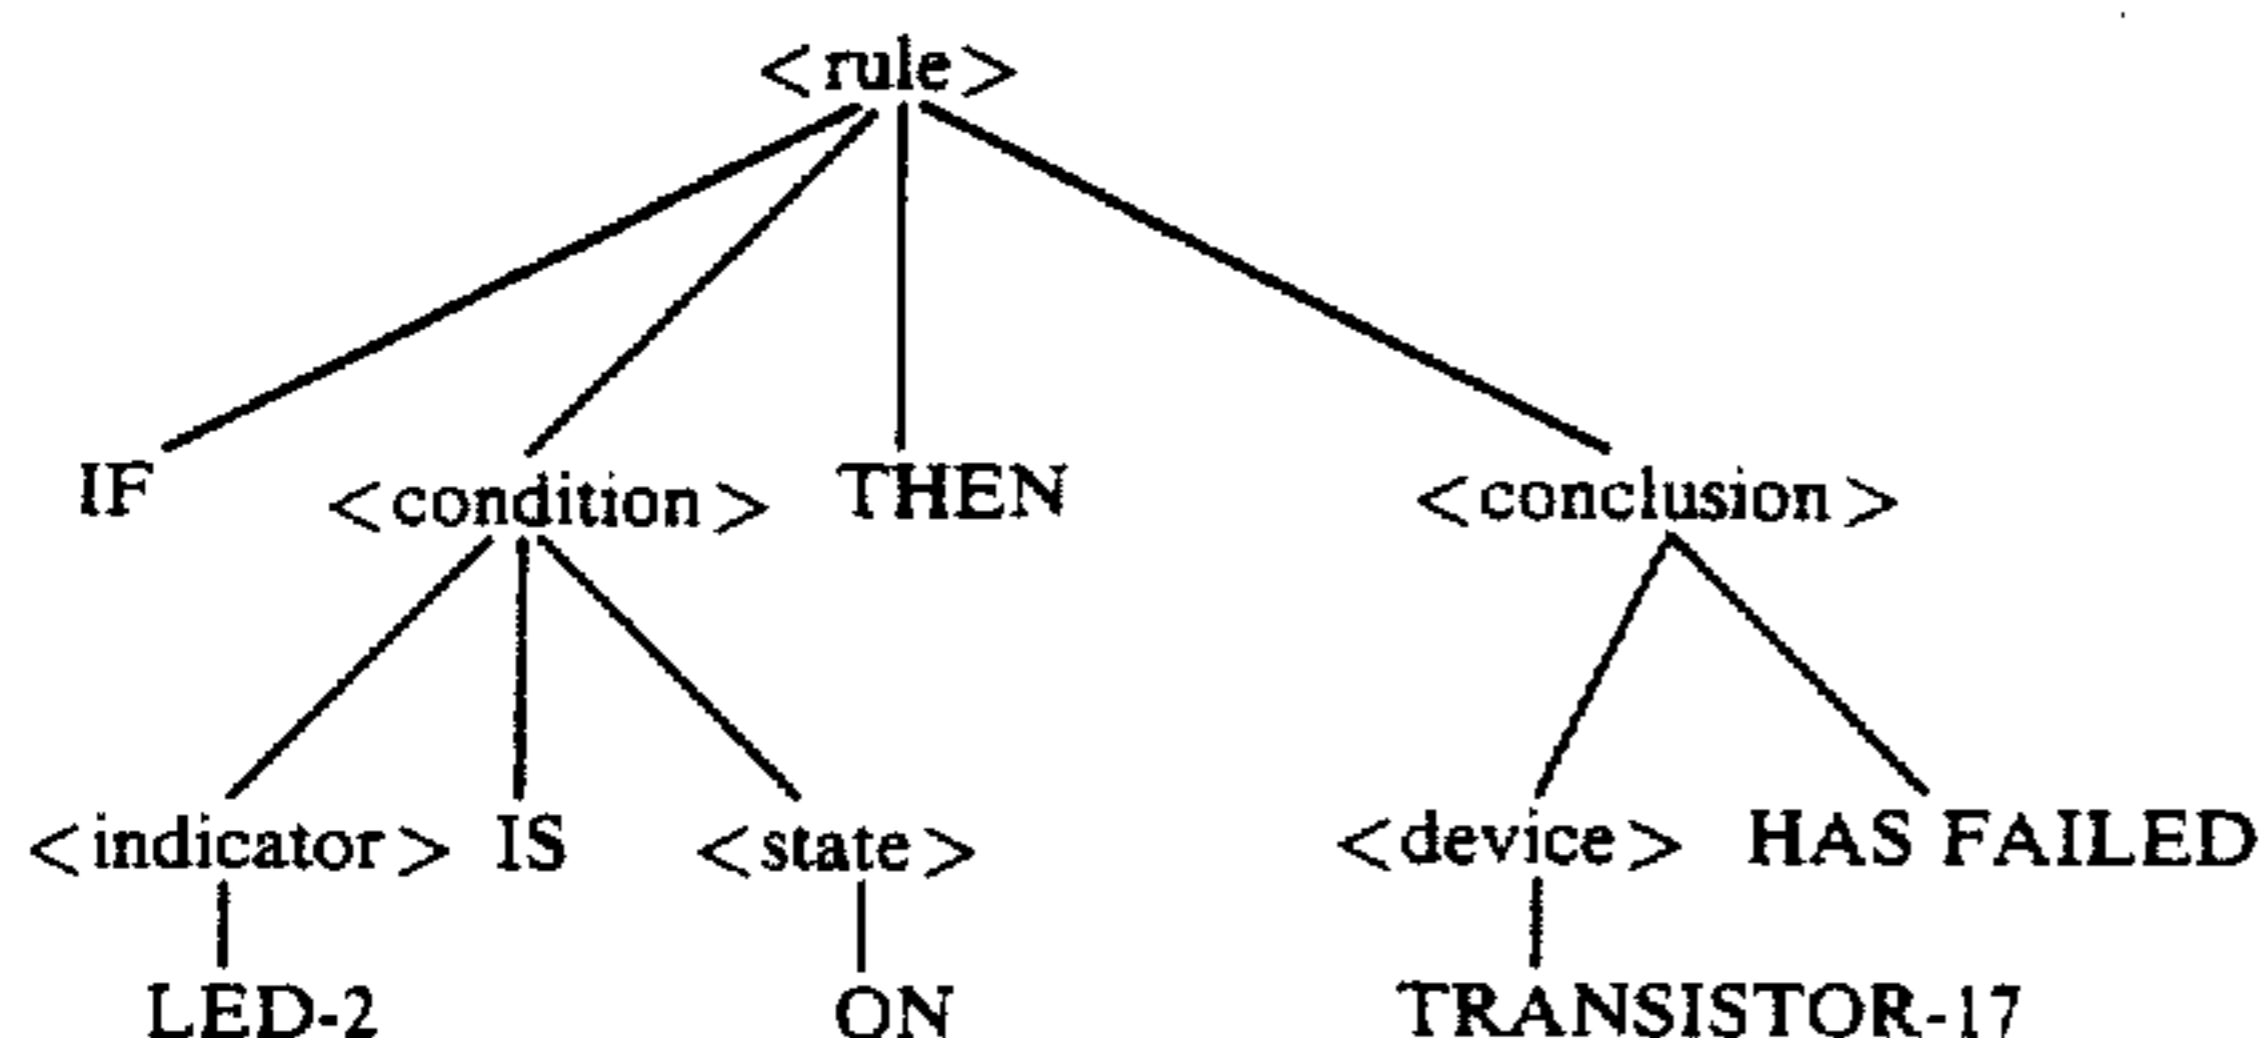 <rule>
IF <condition> THEN <conclusion>
<indicator> IS <state> <device> HAS FAILED
LED-2 ON TRANSISTOR-17